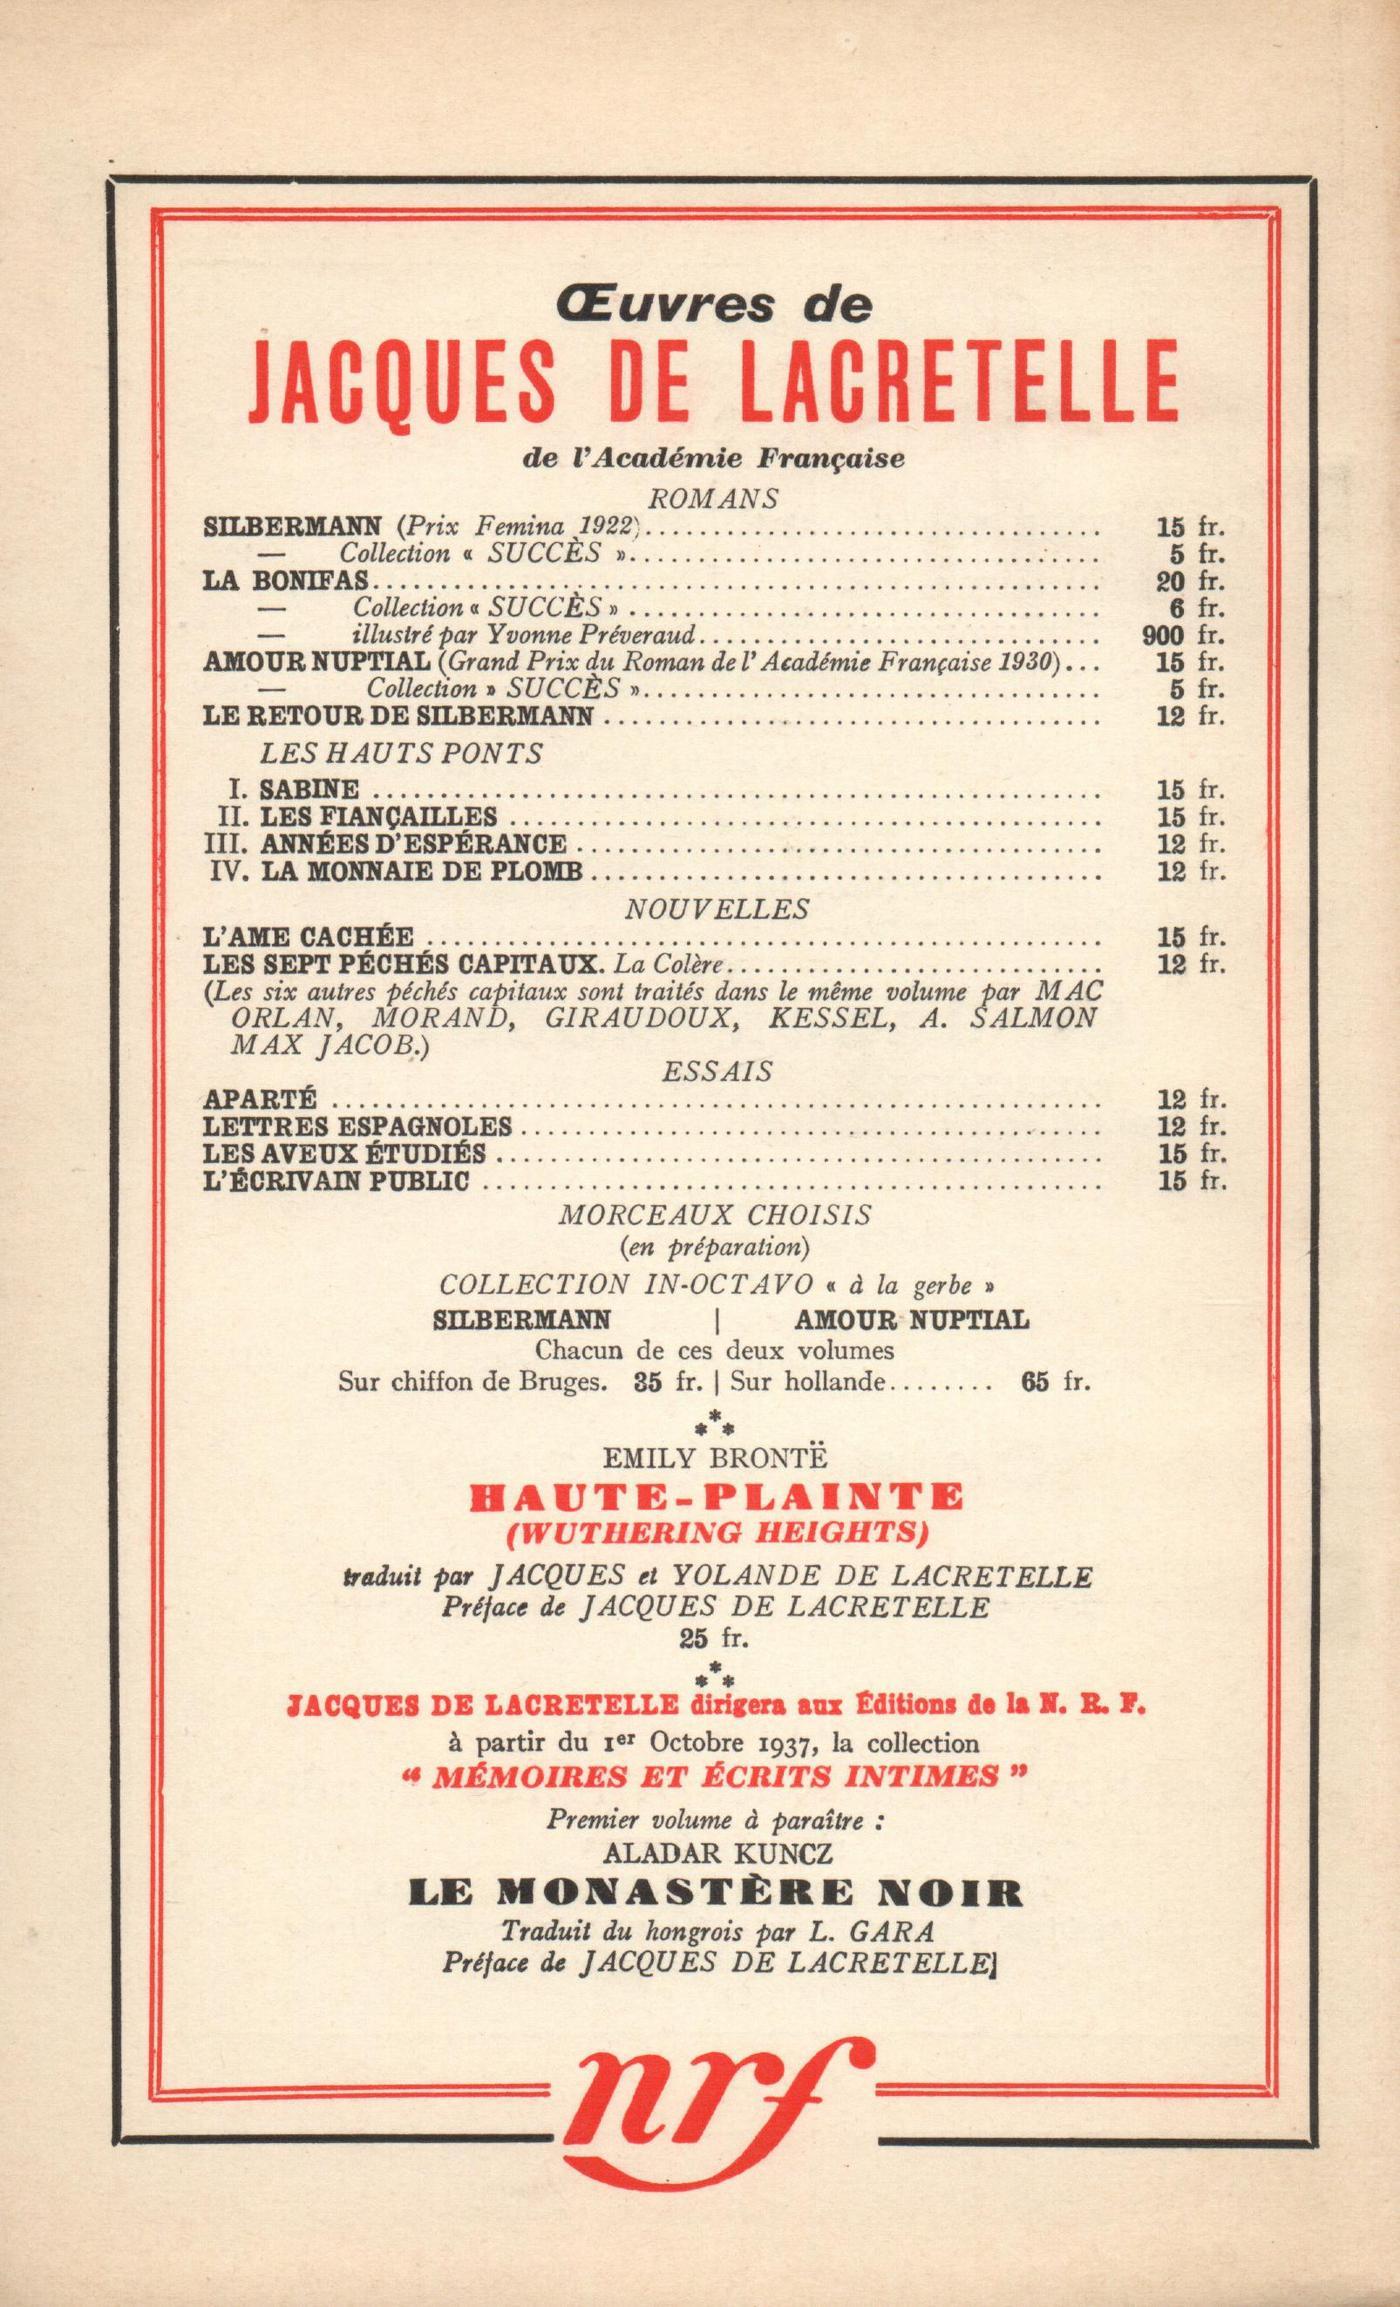 Œuvres de
JACQUES DE LACRETELLE
de l'Académie Française
ROMANS
SILBERMANN (Prix Femina 1922)................................... 15 fr.
— Collection « SUCCÈS »................................... 5 fr.
LA BONIFAS................................... 20 fr.
— Collection « SUCCÈS » ................................... 6 fr.
— illustré par Yvonne Préveraud................................... 900 fr.
AMOUR NUPTIAL (Grand Prix du Roman de l'Académie Française 1930)... 15 fr.
— Collection » SUCCÈS »................................... 5 fr.
LE RETOUR DE SILBERMANN ................................... 12 fr.
LES HAUTS PONTS
I. SABINE ................................... 15 fr.
II. LES FIANÇAILLES ................................... 15 fr.
III. ANNÉES D'ESPÉRANCE ................................... 12 fr.
IV. LA MONNAIE DE PLOMB ................................... 12 fr.
NOUVELLES
L'AME CACHÉE ................................... 15 fr.
LES SEPT PÉCHÉS CAPITAUX. La Colère................................... 12 fr.
(Les six autres péchés capitaux sont traités dans le même volume par MAC
ORLAN, MORAND, GIRAUDOUX, KESSEL, A. SALMON
MAX JACOB.)
ESSAIS
APARTÉ ................................... 12 fr.
LETTRES ESPAGNOLES ................................... 12 fr.
LES AVEUX ÉTUDIÉS ................................... 15 fr.
L'ÉCRIVAIN PUBLIC ................................... 15 fr.
MORCEAUX CHOISIS
(en préparation)
COLLECTION IN-OCTAVO « à la gerbe »
SILBERMANN | AMOUR NUPTIAL
Chacun de ces deux volumes
Sur chiffon de Bruges. 35 fr. | Sur hollande........ 65 fr.
⁂
EMILY BRONTË
HAUTE-PLAINTE
(WUTHERING HEIGHTS)
traduit par JACQUES et YOLANDE DE LACRETELLE
Préface de JACQUES DE LACRETELLE
25 fr.
⁂
JACQUES DE LACRETELLE dirigera aux Éditions de la N. R. F.
à partir du 1er Octobre 1937, la collection
“ MÉMOIRES ET ÉCRITS INTIMES ”
Premier volume à paraître :
ALADAR KUNCZ
LE MONASTÈRE NOIR
Traduit du hongrois par L. GARA
Préface de JACQUES DE LACRETELLE]
nrf